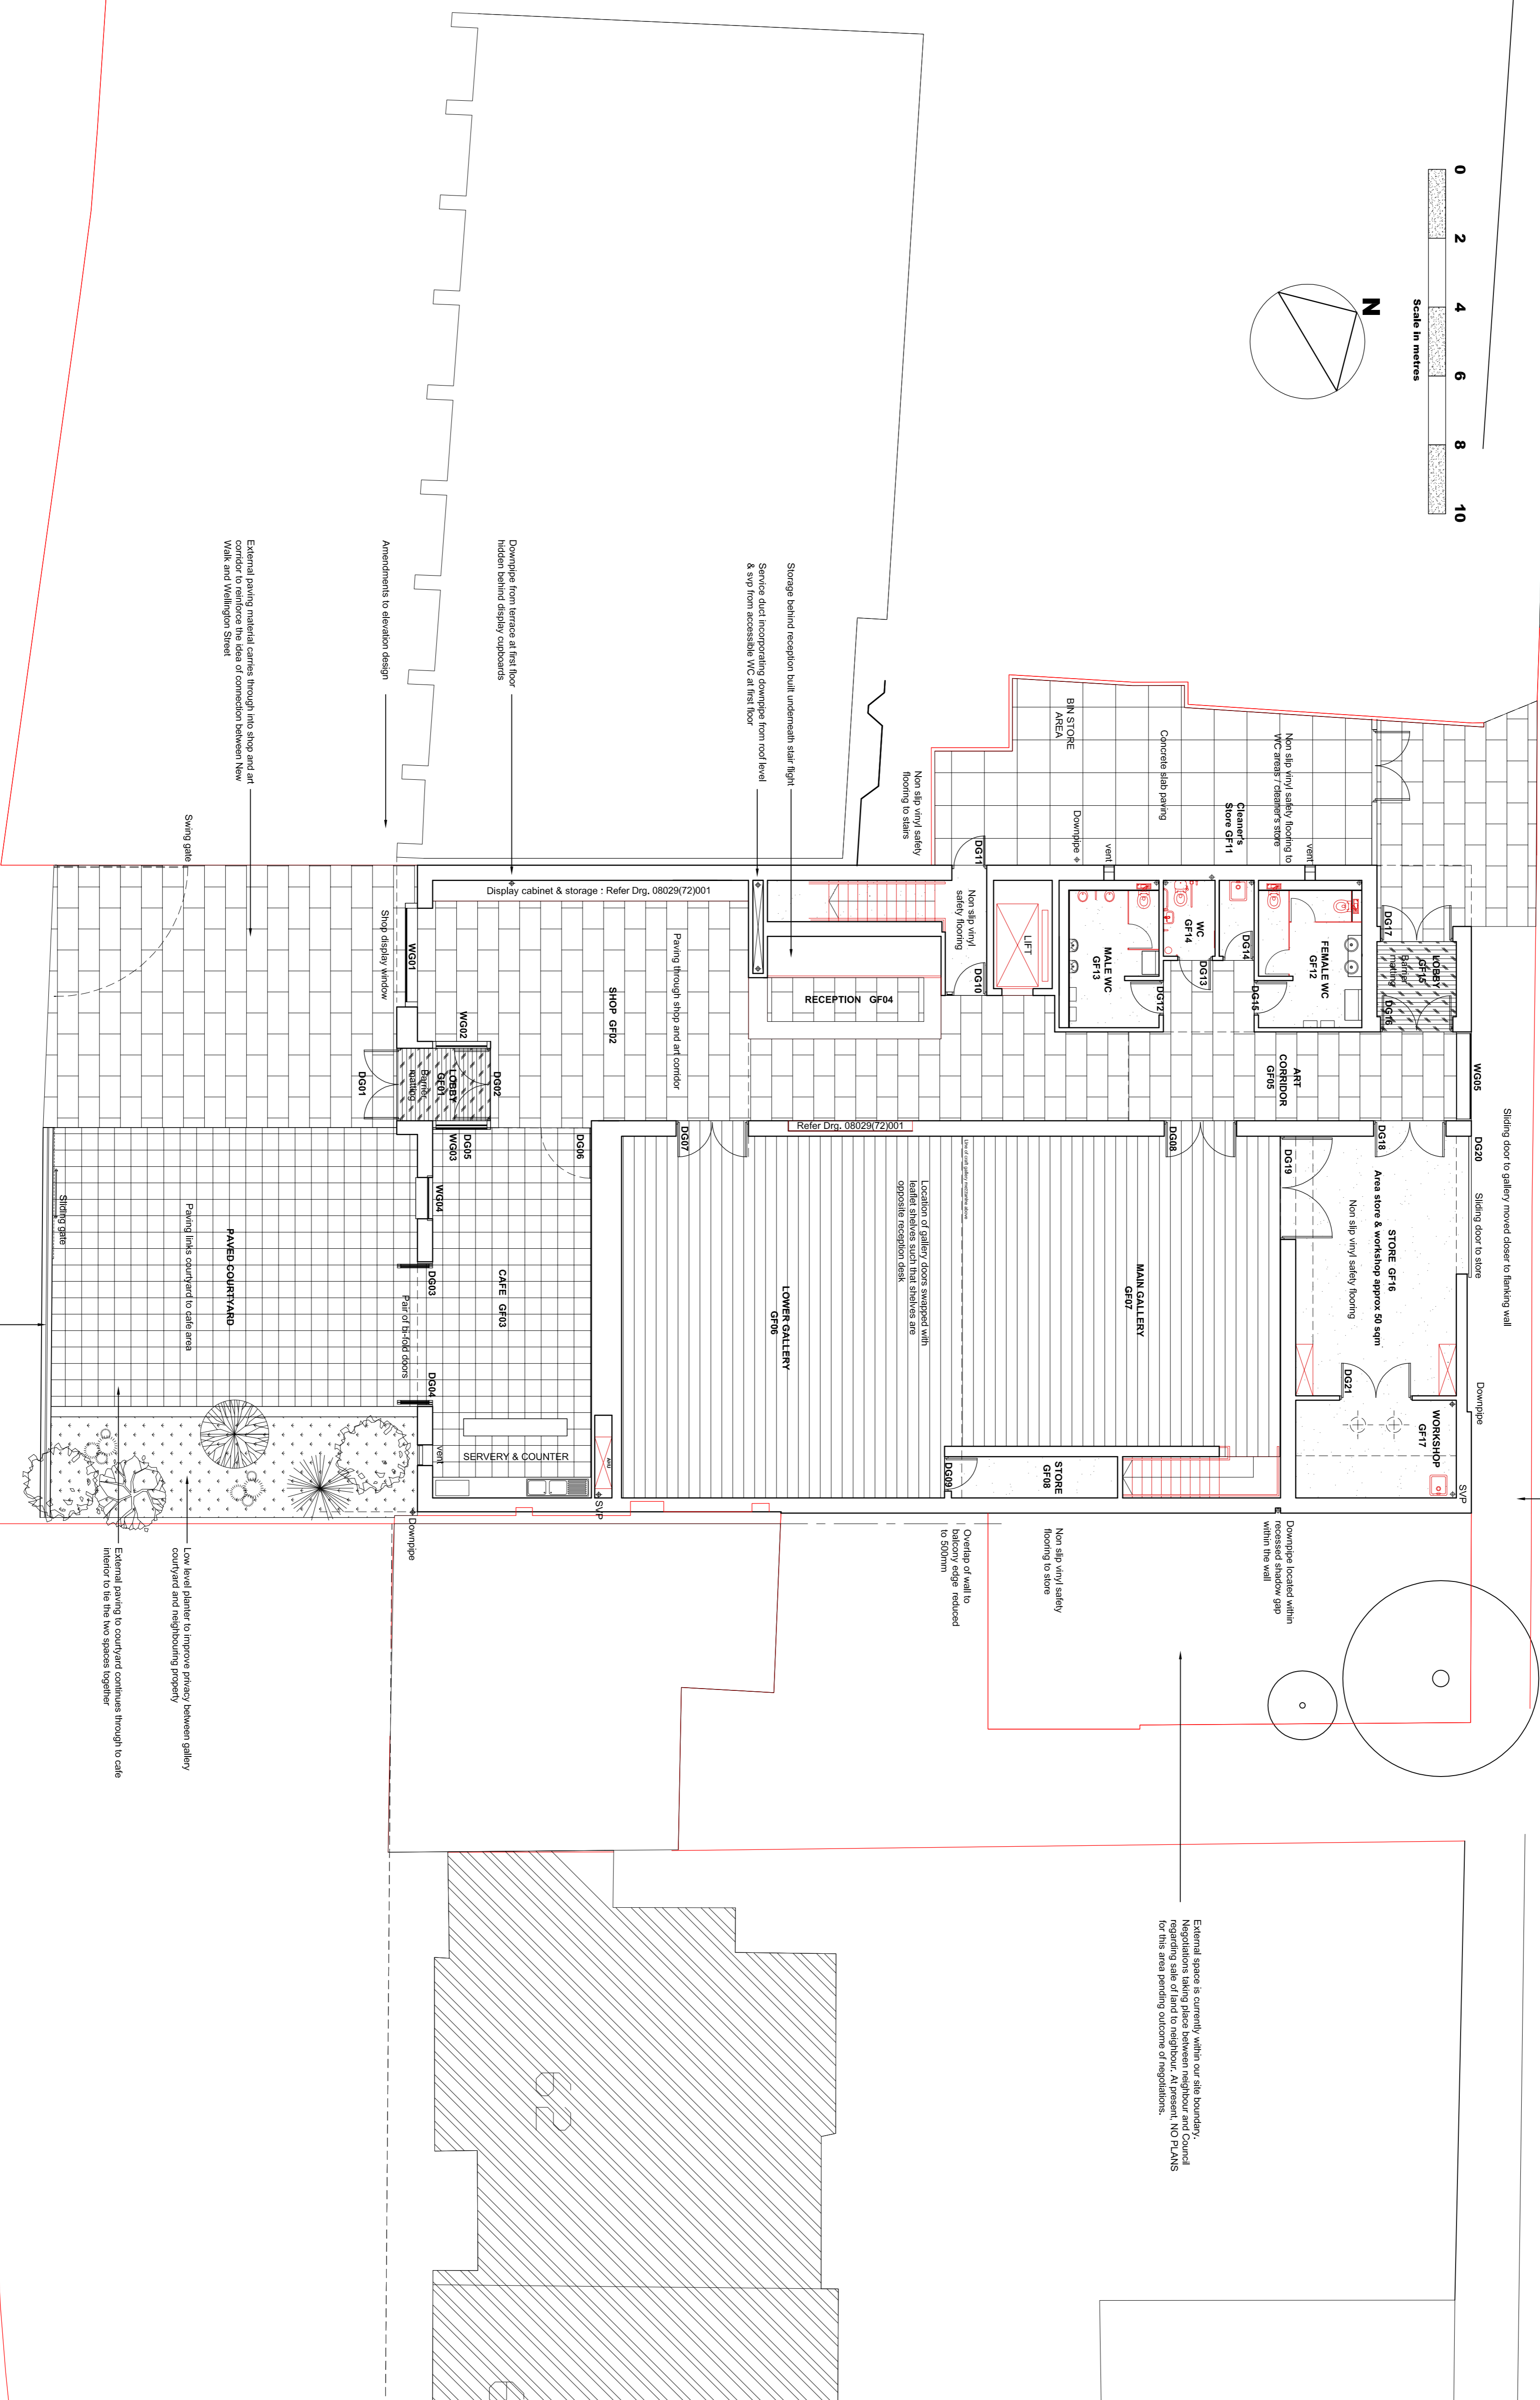 0 2 4 6 8 10
Scale in metres
N
BIN STORE
AREA
Concrete slab paving
Non slip vinyl safety flooring to
WC areas / cleaner's store
Cleaner's
Store GF11
Downpipe
vent
vent
Non slip vinyl safety
flooring to stairs
Storage behind reception built underneath stair flight
Service duct incorporating downpipe from roof level
& svp from accessible WC at first floor
Downpipe from terrace at first floor
hidden behind display cupboards
Amendments to elevation design
External paving material carries through into shop and art
corridor to reinforce the idea of connection between New
Walk and Wellington Street
Swing gate
Shop display window
Display cabinet & storage : Refer Drg. 08029(72)001
DG11
Non slip vinyl
safety flooring
DG10
LIFT
MALE WC
GF13
DG12
WC
GF14
DG13
DG14
DG15
FEMALE WC
GF12
DG17
LOBBY
GF15
Barrier
matting
DG16
RECEPTION GF04
SHOP GF02
Paving through shop and art corridor
WG01
WG02
DG01
LOBBY
GF01
Barrier
matting
DG02
ART
CORRIDOR
GF05
WG05
Sliding door to gallery moved closer to flanking wall
DG20
Sliding door to store
Refer Drg. 08029(72)001
DG07
DG08
DG18
DG19
STORE GF16
Area store & workshop approx 50 sqm
Non slip vinyl safety flooring
DG21
WORKSHOP
GF17
Downpipe
SVP
WG03
DG05
DG06
WG04
DG03
CAFE GF03
Pair of bi-fold doors
DG04
vent
SERVERY & COUNTER
Line of craft gallery mezzanine above
Location of gallery doors swapped with
leaflet shelves such that shelves are
opposite reception desk
MAIN GALLERY
GF07
LOWER GALLERY
GF06
STORE
GF08
DG09
SVP
Downpipe
Sliding gate
PAVED COURTYARD
Paving links courtyard to cafe area
Downpipe located within
recessed shadow gap
within the wall
Non slip vinyl safety
flooring to store
Overlap of wall to
balcony edge reduced
to 500mm
Low level planter to improve privacy between gallery
courtyard and neighbouring property
External paving to courtyard continues through to cafe
interior to tie the two spaces together
External space is currently within our site boundary.
Negotiations taking place between neighbour and Council
regarding sale of land to neighbour. At present, NO PLANS
for this area pending outcome of negotiations.